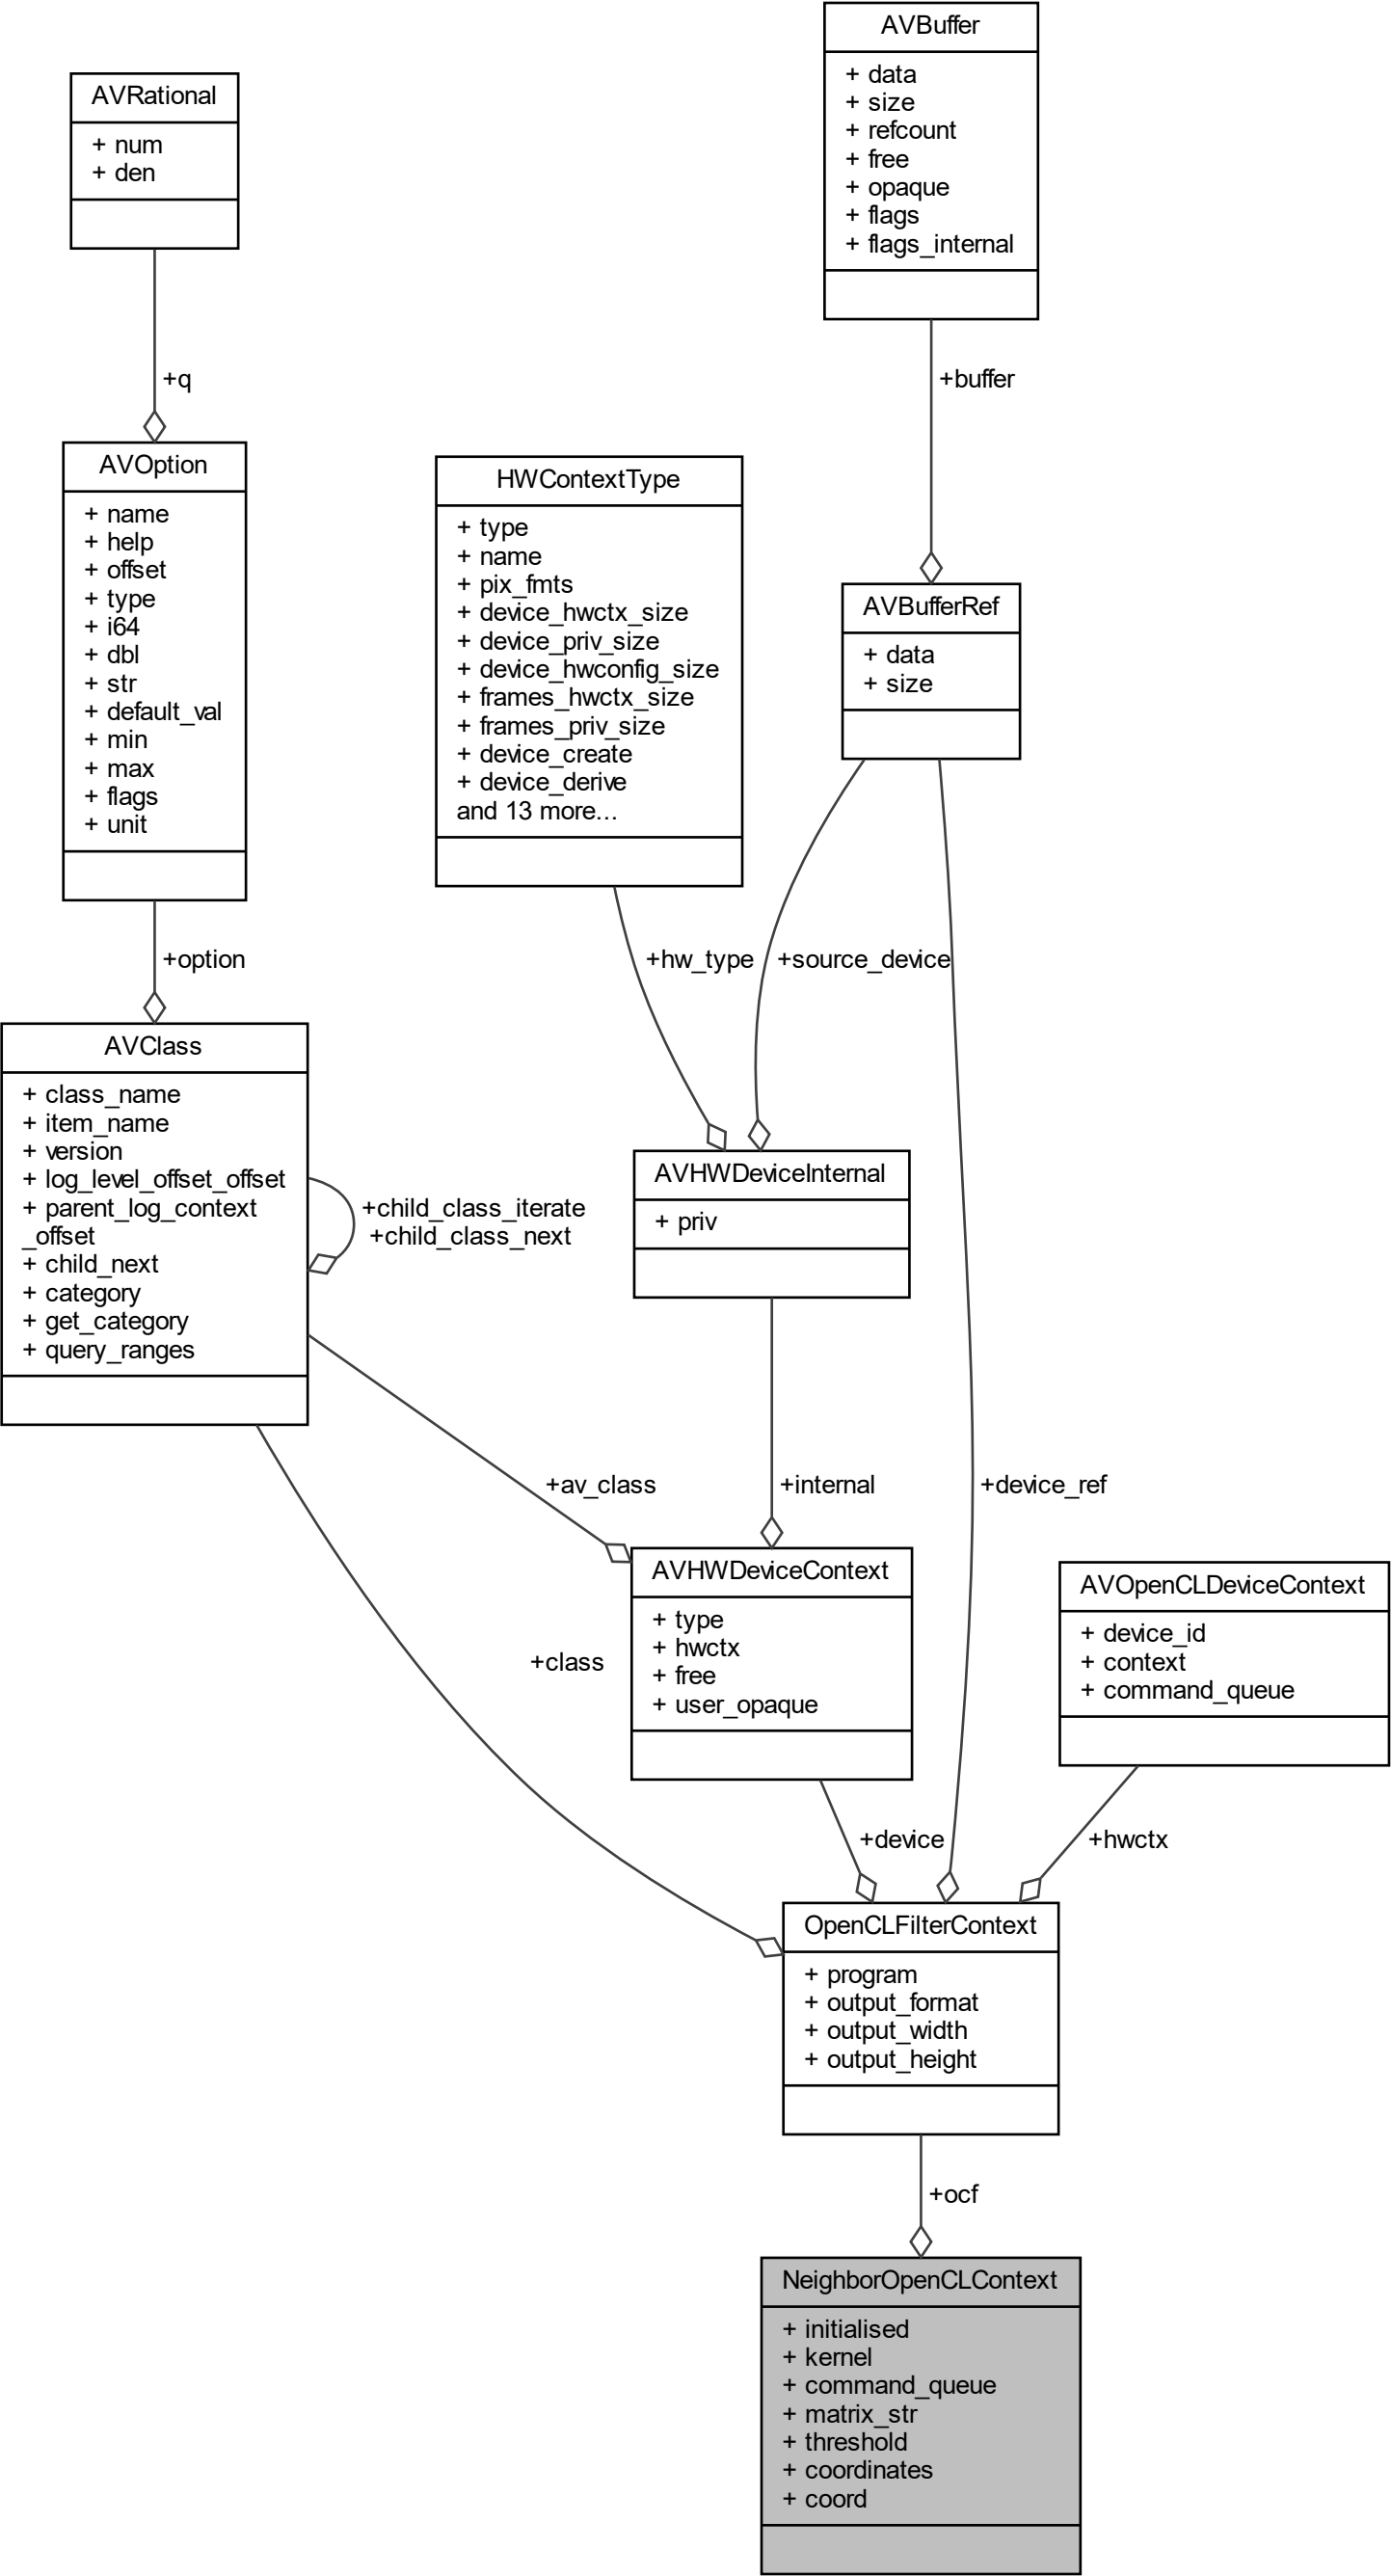 AVBuffer
+ data
+ size
+ refcount
+ free
+ opaque
+ flags
+ flags_internal
AVRational
+ num
+ den
+q
+buffer
AVOption
+ name
+ help
+ offset
+ type
+ i64
+ dbl
+ str
+ default_val
+ min
+ max
+ flags
+ unit
HWContextType
+ type
+ name
+ pix_fmts
+ device_hwctx_size
+ device_priv_size
+ device_hwconfig_size
+ frames_hwctx_size
+ frames_priv_size
+ device_create
+ device_derive
and 13 more...
AVBufferRef
+ data
+ size
+option
+hw_type
+source_device
AVClass
+ class_name
+ item_name
+ version
+ log_level_offset_offset
+ parent_log_context
_offset
+ child_next
+ category
+ get_category
+ query_ranges
+child_class_iterate
+child_class_next
AVHWDeviceInternal
+ priv
+av_class
+internal
+device_ref
AVHWDeviceContext
+ type
+ hwctx
+ free
+ user_opaque
AVOpenCLDeviceContext
+ device_id
+ context
+ command_queue
+class
+device
+hwctx
OpenCLFilterContext
+ program
+ output_format
+ output_width
+ output_height
+ocf
NeighborOpenCLContext
+ initialised
+ kernel
+ command_queue
+ matrix_str
+ threshold
+ coordinates
+ coord